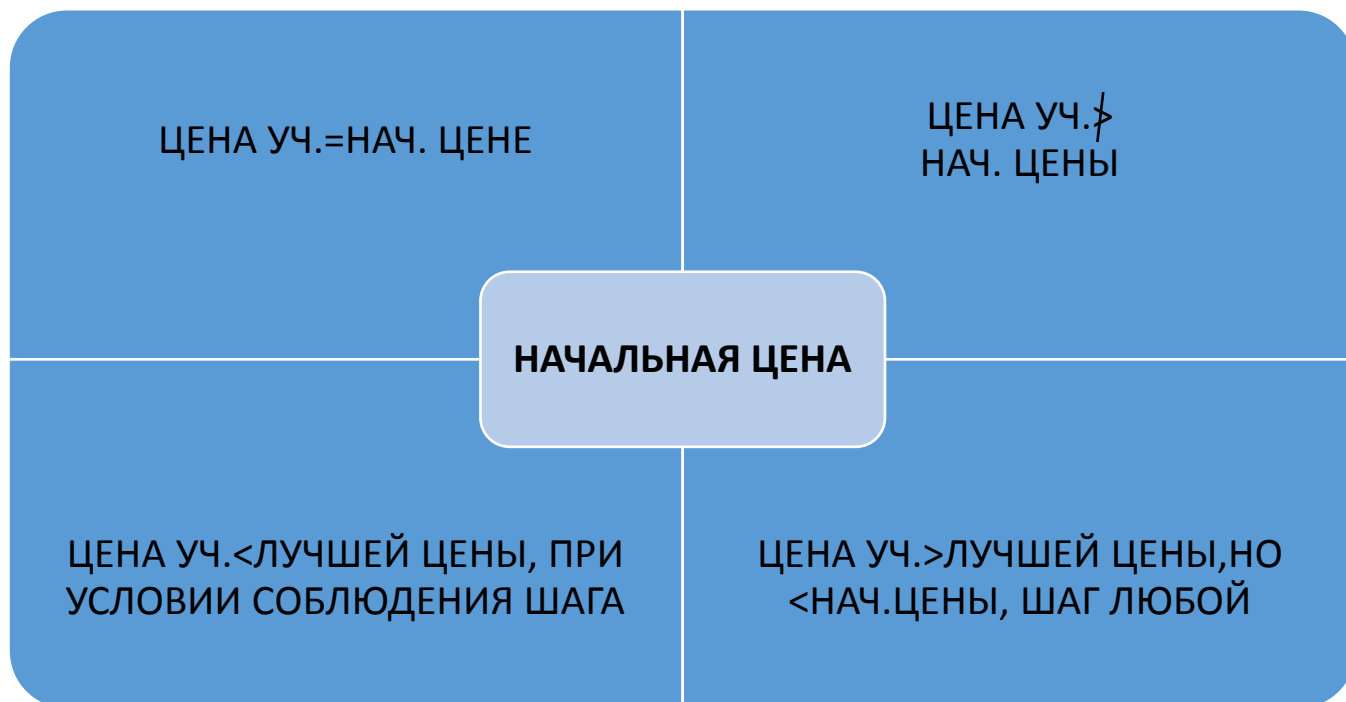 ЦЕНА УЧ.=НАЧ. ЦЕНЕ
ЦЕНА УЧ.≯
НАЧ. ЦЕНЫ
НАЧАЛЬНАЯ ЦЕНА
ЦЕНА УЧ.<ЛУЧШЕЙ ЦЕНЫ, ПРИ
УСЛОВИИ СОБЛЮДЕНИЯ ШАГА
ЦЕНА УЧ.>ЛУЧШЕЙ ЦЕНЫ,НО
<НАЧ.ЦЕНЫ, ШАГ ЛЮБОЙ